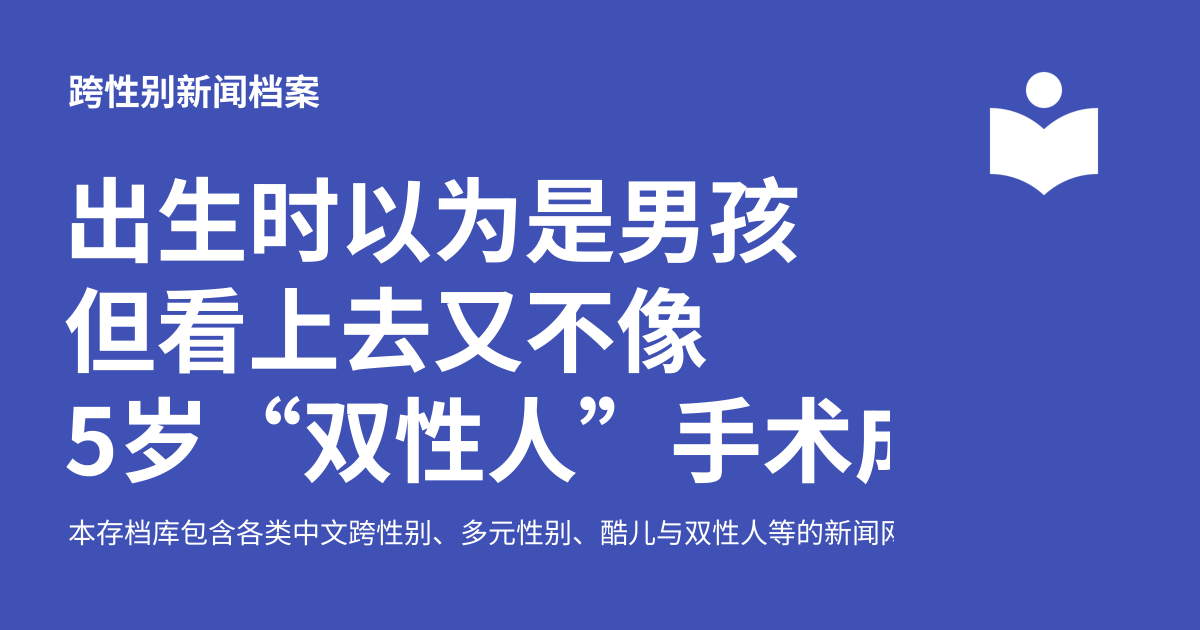 跨性别新闻档案
出生时以为是男孩
但看上去又不像
5岁“双性人”手术
本存档库包含各类中文跨性别、多元性别、酷儿与双性人等的新闻